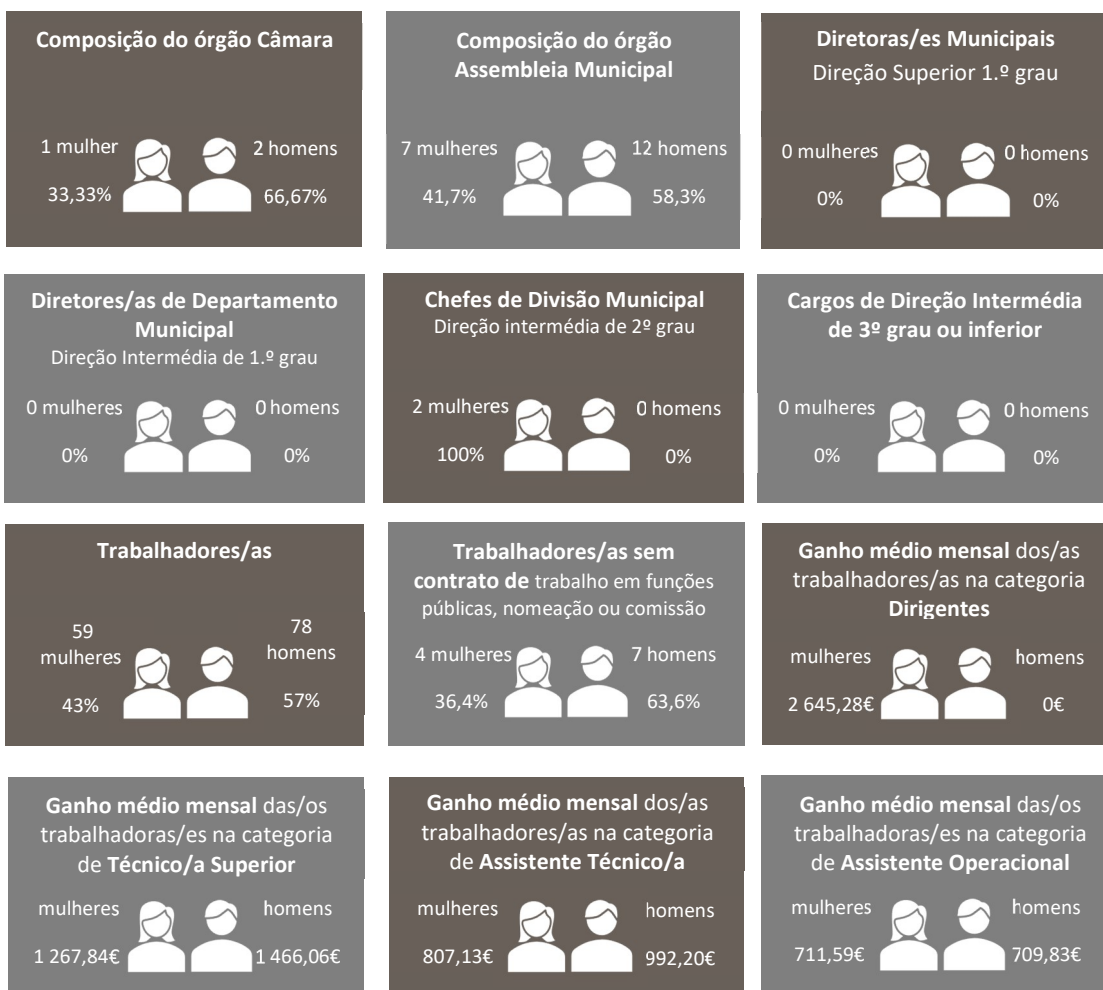 Composição do órgão Câmara
1 mulher 2 homens
33,33% 66,67%
Composição do órgão
Assembleia Municipal
7 mulheres 12 homens
41,7% 58,3%
Diretoras/es Municipais
Direção Superior 1.º grau
0 mulheres 0 homens
0% 0%
Diretores/as de Departamento
Municipal
Direção Intermédia de 1.º grau
0 mulheres 0 homens
0% 0%
Chefes de Divisão Municipal
Direção intermédia de 2º grau
2 mulheres 0 homens
100% 0%
Cargos de Direção Intermédia
de 3º grau ou inferior
0 mulheres 0 homens
0% 0%
Trabalhadores/as
59 78
mulheres homens
43% 57%
Trabalhadores/as sem
contrato de trabalho em funções
públicas, nomeação ou comissão
4 mulheres 7 homens
36,4% 63,6%
Ganho médio mensal dos/as
trabalhadores/as na categoria
Dirigentes
mulheres homens
2 645,28€ 0€
Ganho médio mensal das/os
trabalhadoras/es na categoria
de Técnico/a Superior
mulheres homens
1 267,84€ 1 466,06€
Ganho médio mensal dos/as
trabalhadores/as na categoria
de Assistente Técnico/a
mulheres homens
807,13€ 992,20€
Ganho médio mensal das/os
trabalhadoras/es na categoria
de Assistente Operacional
mulheres homens
711,59€ 709,83€